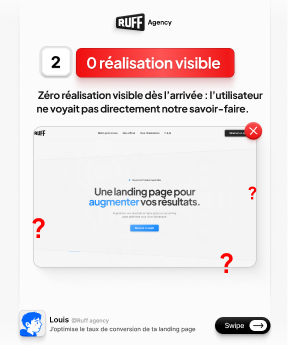 RUFF Agency
2 0 réalisation visible
Zéro réalisation visible dès l'arrivée : l'utilisateur
ne voyait pas directement notre savoir-faire.
RUFF
Une landing page pour
augmenter vos résultats.
?
?
?
Louis @Ruff agency
J'optimise le taux de conversion de ta landing page
Swipe